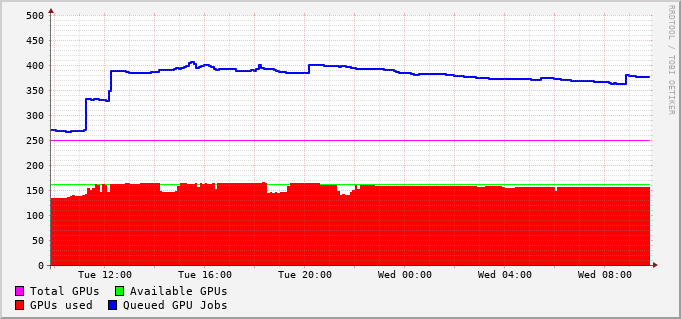 500
450
400
350
300
250
200
150
100
50
0
Tue 12:00 Tue 16:00 Tue 20:00 Wed 00:00 Wed 04:00 Wed 08:00
Total GPUs Available GPUs
GPUs used Queued GPU Jobs
RRDTOOL / TOBI OETIKER